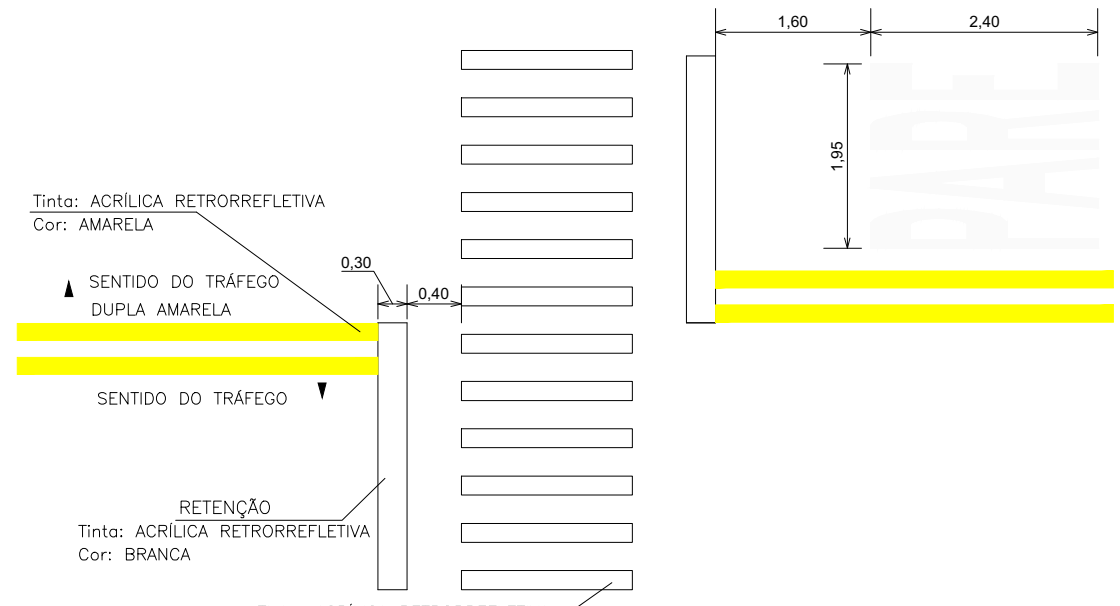 1,60
2,40
PARE
1,95
Tinta: ACRÍLICA RETRORREFLETIVA
Cor: AMARELA
0,30
0,40
SENTIDO DO TRÁFEGO
DUPLA AMARELA
SENTIDO DO TRÁFEGO
RETENÇÃO
Tinta: ACRÍLICA RETRORREFLETIVA
Cor: BRANCA